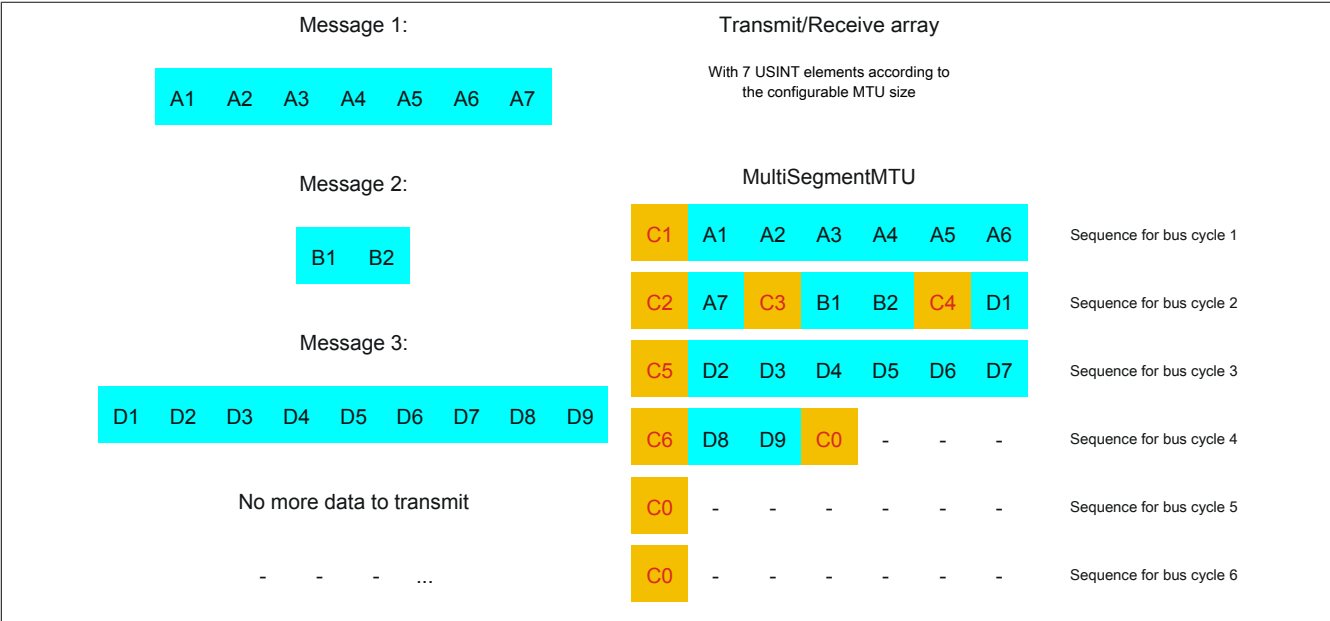 Message 1:
A1 A2 A3 A4 A5 A6 A7
Message 2:
B1 B2
Message 3:
D1 D2 D3 D4 D5 D6 D7 D8 D9
No more data to transmit
- - - ...
Transmit/Receive array
With 7 USINT elements according to
the configurable MTU size
MultiSegmentMTU
C1 A1 A2 A3 A4 A5 A6 Sequence for bus cycle 1
C2 A7 C3 B1 B2 C4 D1 Sequence for bus cycle 2
C5 D2 D3 D4 D5 D6 D7 Sequence for bus cycle 3
C6 D8 D9 C0 - - - Sequence for bus cycle 4
C0 - - - - - - Sequence for bus cycle 5
C0 - - - - - - Sequence for bus cycle 6